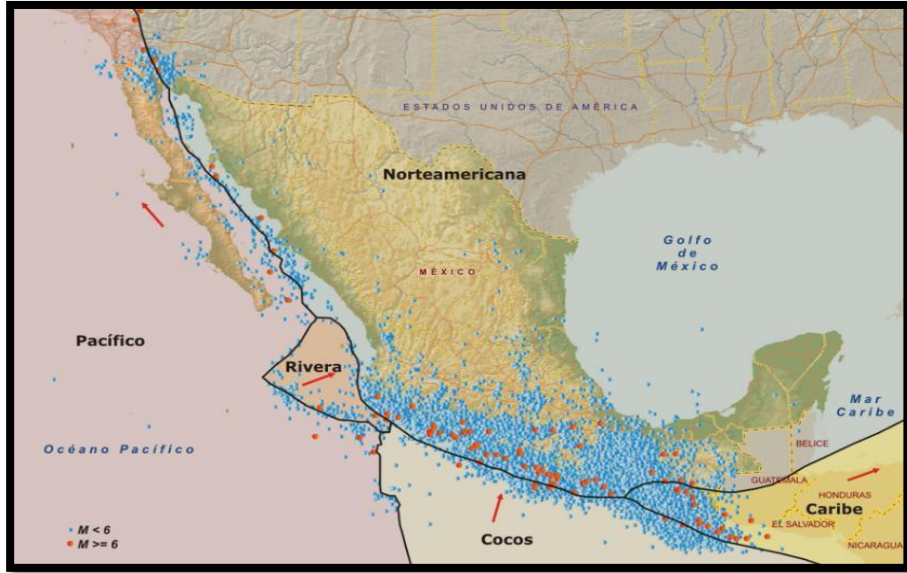 ESTADOS UNIDOS DE AMÉRICA
Norteamericana
Golfo
de
México
MÉXICO
Pacífico
Rivera
Mar
Caribe
Océano Pacífico
BELICE
GUATEMALA
HONDURAS
Caribe
EL SALVADOR
Cocos
NICARAGUA
M < 6
M >= 6